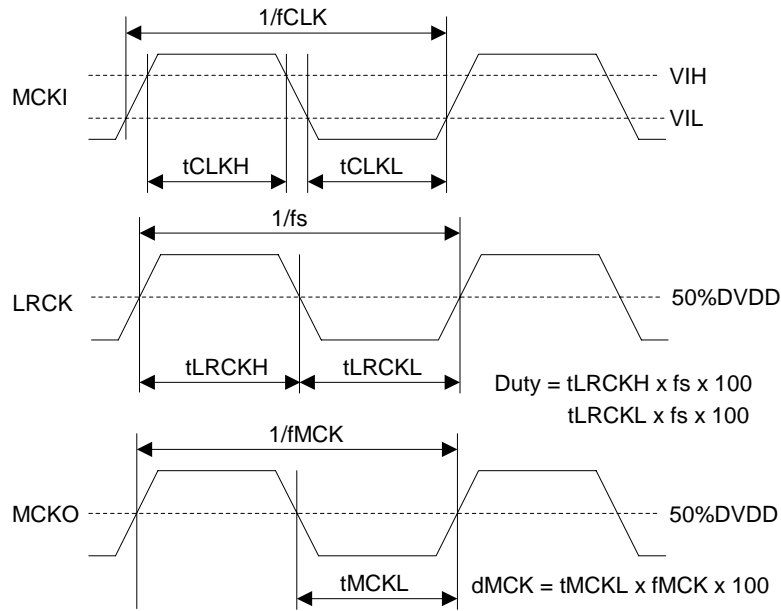 1/fCLK
MCKI
VIH
VIL
tCLKH
tCLKL
1/fs
LRCK
50%DVDD
tLRCKH
tLRCKL
Duty = tLRCKH x fs x 100
tLRCKL x fs x 100
1/fMCK
MCKO
50%DVDD
tMCKL
dMCK = tMCKL x fMCK x 100